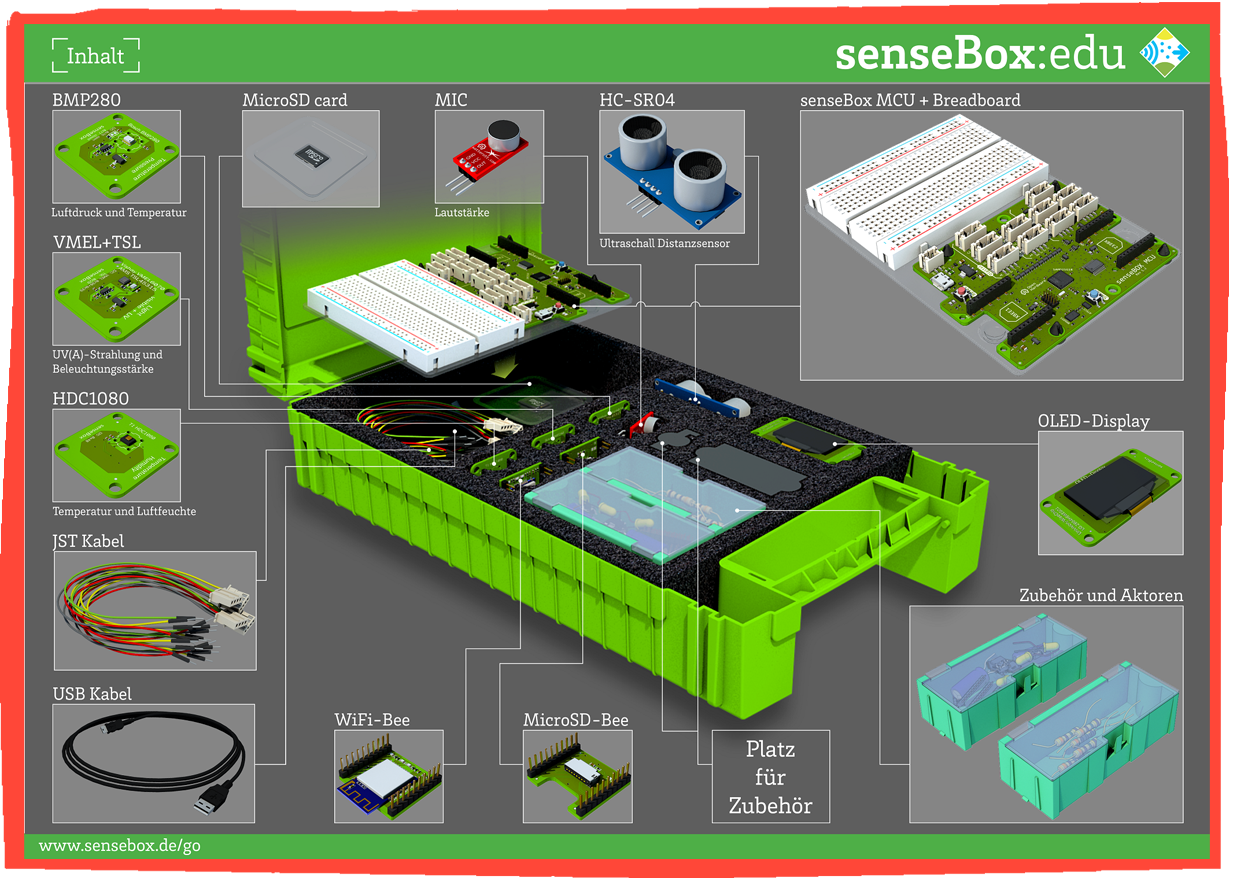 Inhalt
senseBox:edu
BMP280
Luftdruck und Temperatur
MicroSD card
MIC
Lautstärke
HC-SR04
Ultraschall Distanzsensor
senseBox MCU + Breadboard
VMEL+TSL
UV(A)-Strahlung und
Beleuchtungsstärke
HDC1080
Temperatur und Luftfeuchte
JST Kabel
USB Kabel
WiFi-Bee
MicroSD-Bee
Platz
für
Zubehör
OLED-Display
Zubehör und Aktoren
www.sensebox.de/go